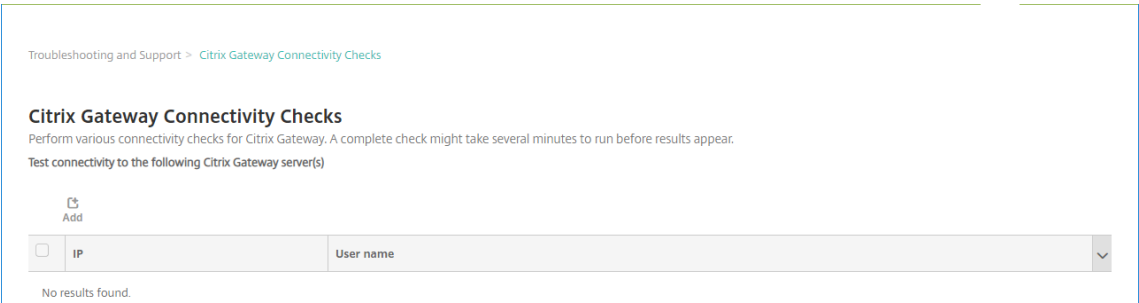 Troubleshooting and Support > Citrix Gateway Connectivity Checks
Citrix Gateway Connectivity Checks
Perform various connectivity checks for Citrix Gateway. A complete check might take several minutes to run before results appear.
Test connectivity to the following Citrix Gateway server(s)
Add
IP User name
No results found.